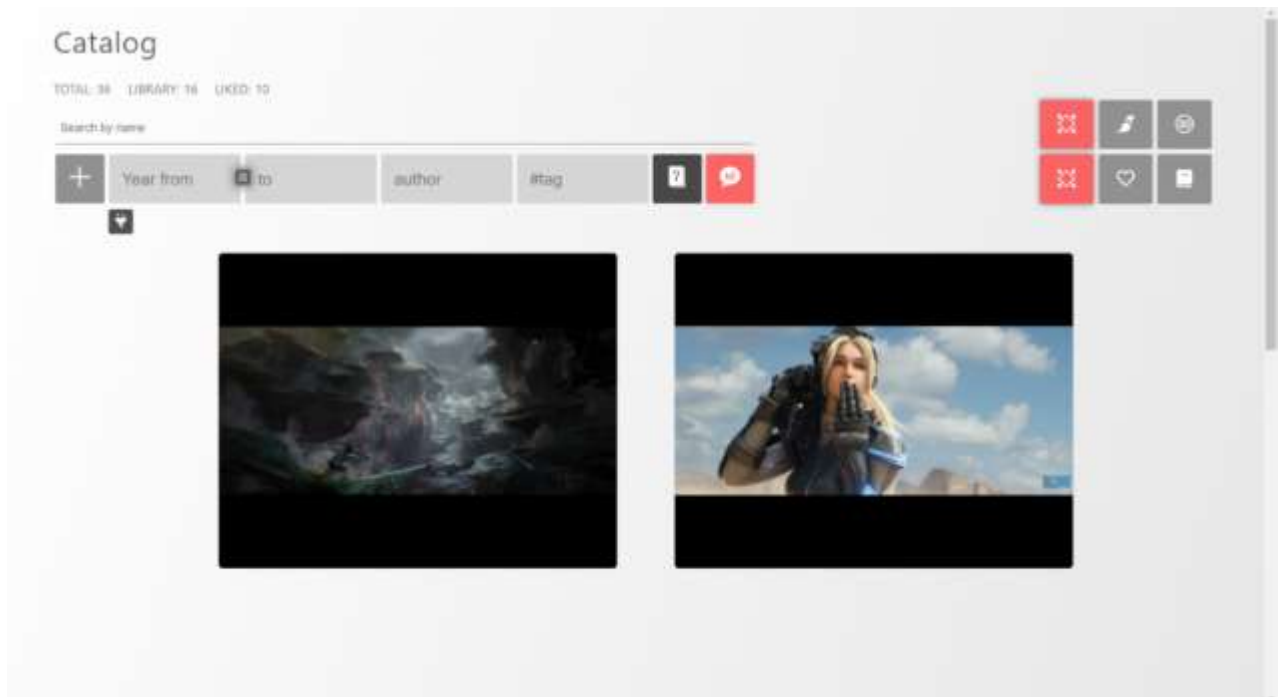 Catalog
TOTAL: 36 LIBRARY: 16 LIKED: 10
Search by name
Year from
to
author
#tag